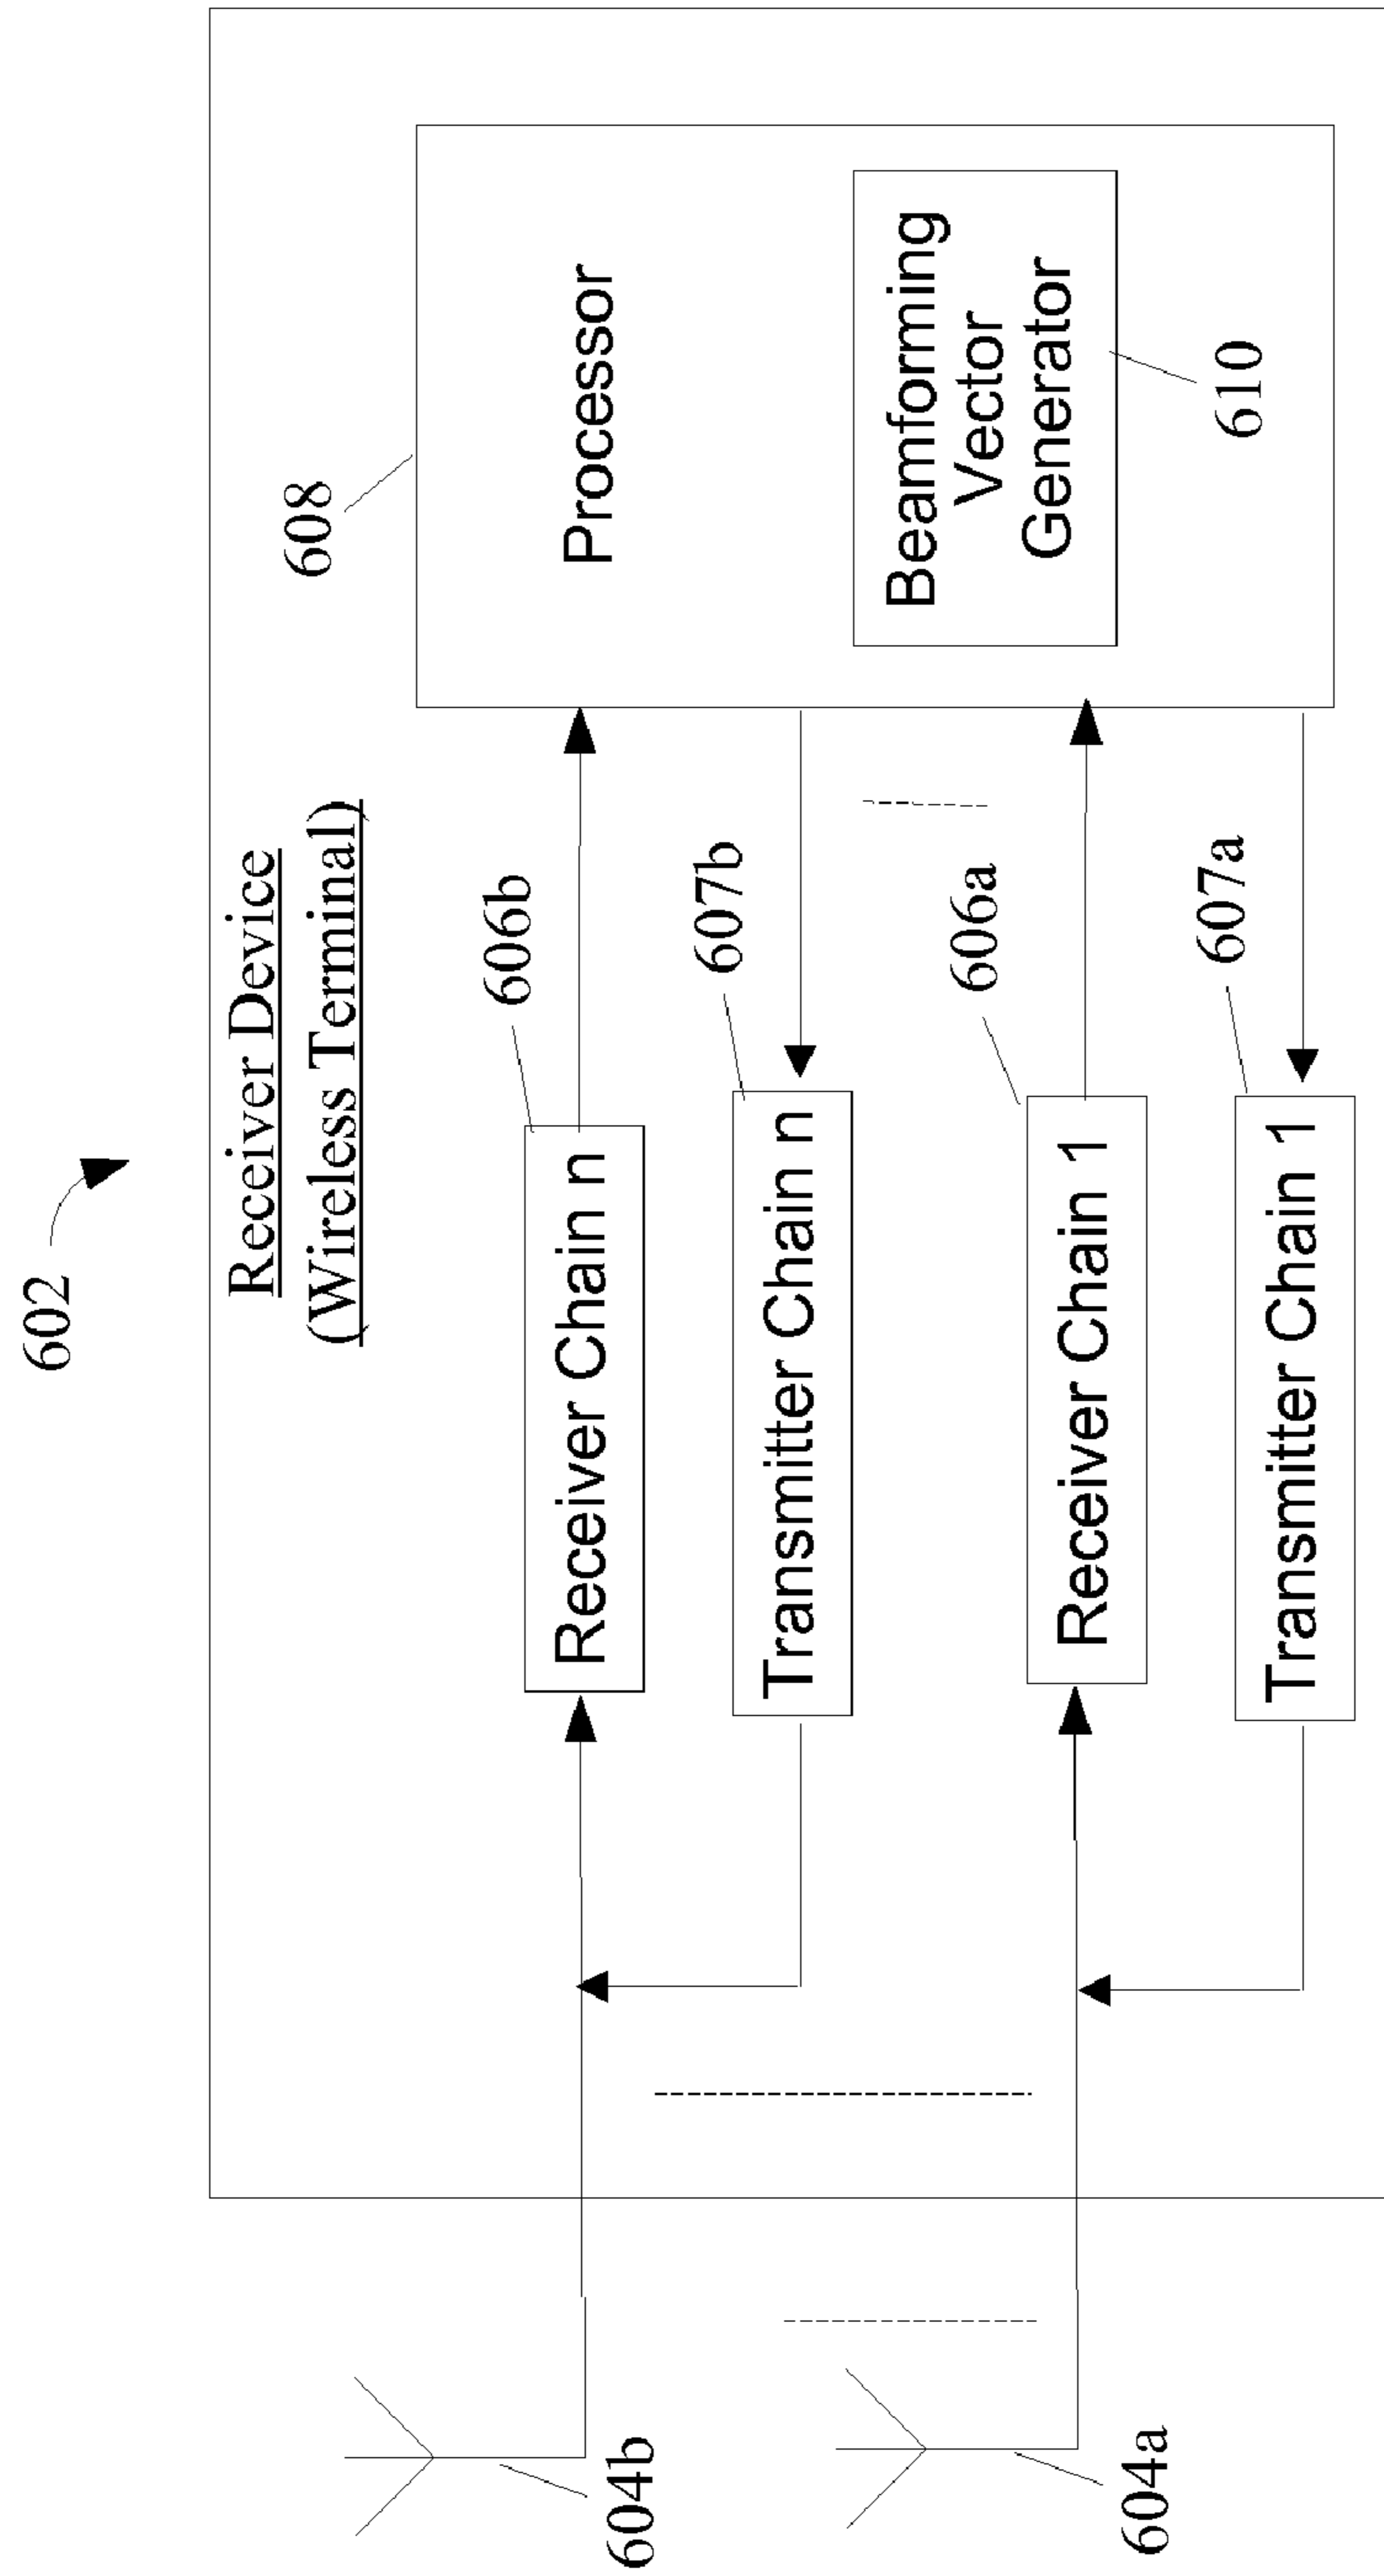 602
Receiver Device
(Wireless Terminal)
608
606b
Receiver Chain n
Processor
604b
607b
Transmitter Chain n
606a
Receiver Chain 1
Beamforming
Vector
Generator
604a
607a
Transmitter Chain 1
610